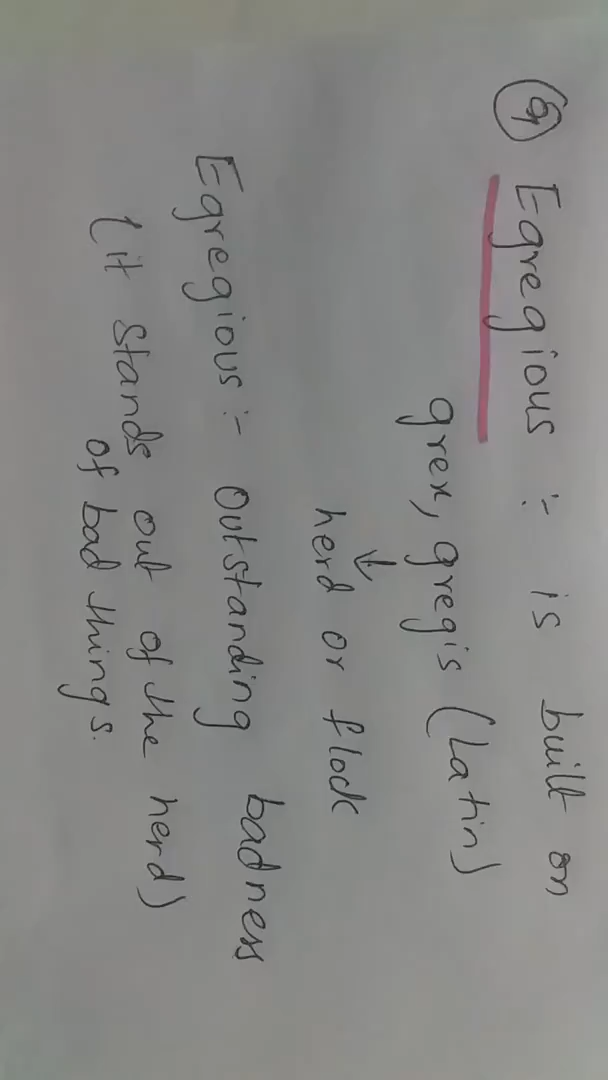 9 Egregious :- is built on
grex, greg's (Latin)
↓
herd or flock
Egregious :- Outstanding badness
(it stands out of the herd)
of bad things.